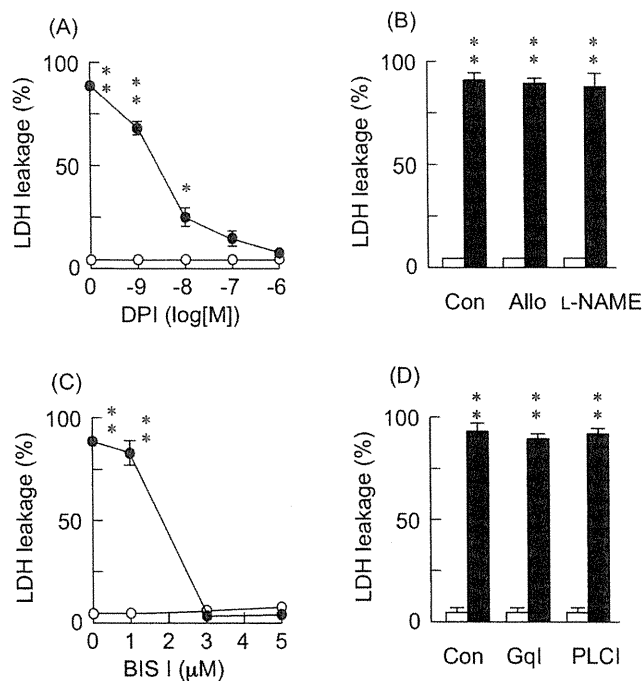 (A)
100
50
0
LDH leakage (%)
* *
* *
*
0 -9 -8 -7 -6
DPI (log[M])
(B)
100
50
0
LDH leakage (%)
* * * * * *
Con Allo L-NAME
(C)
100
50
0
LDH leakage (%)
* *
* *
0 1 2 3 4 5
BIS I (μM)
(D)
100
50
0
LDH leakage (%)
* * * * * *
Con GqI PLCI